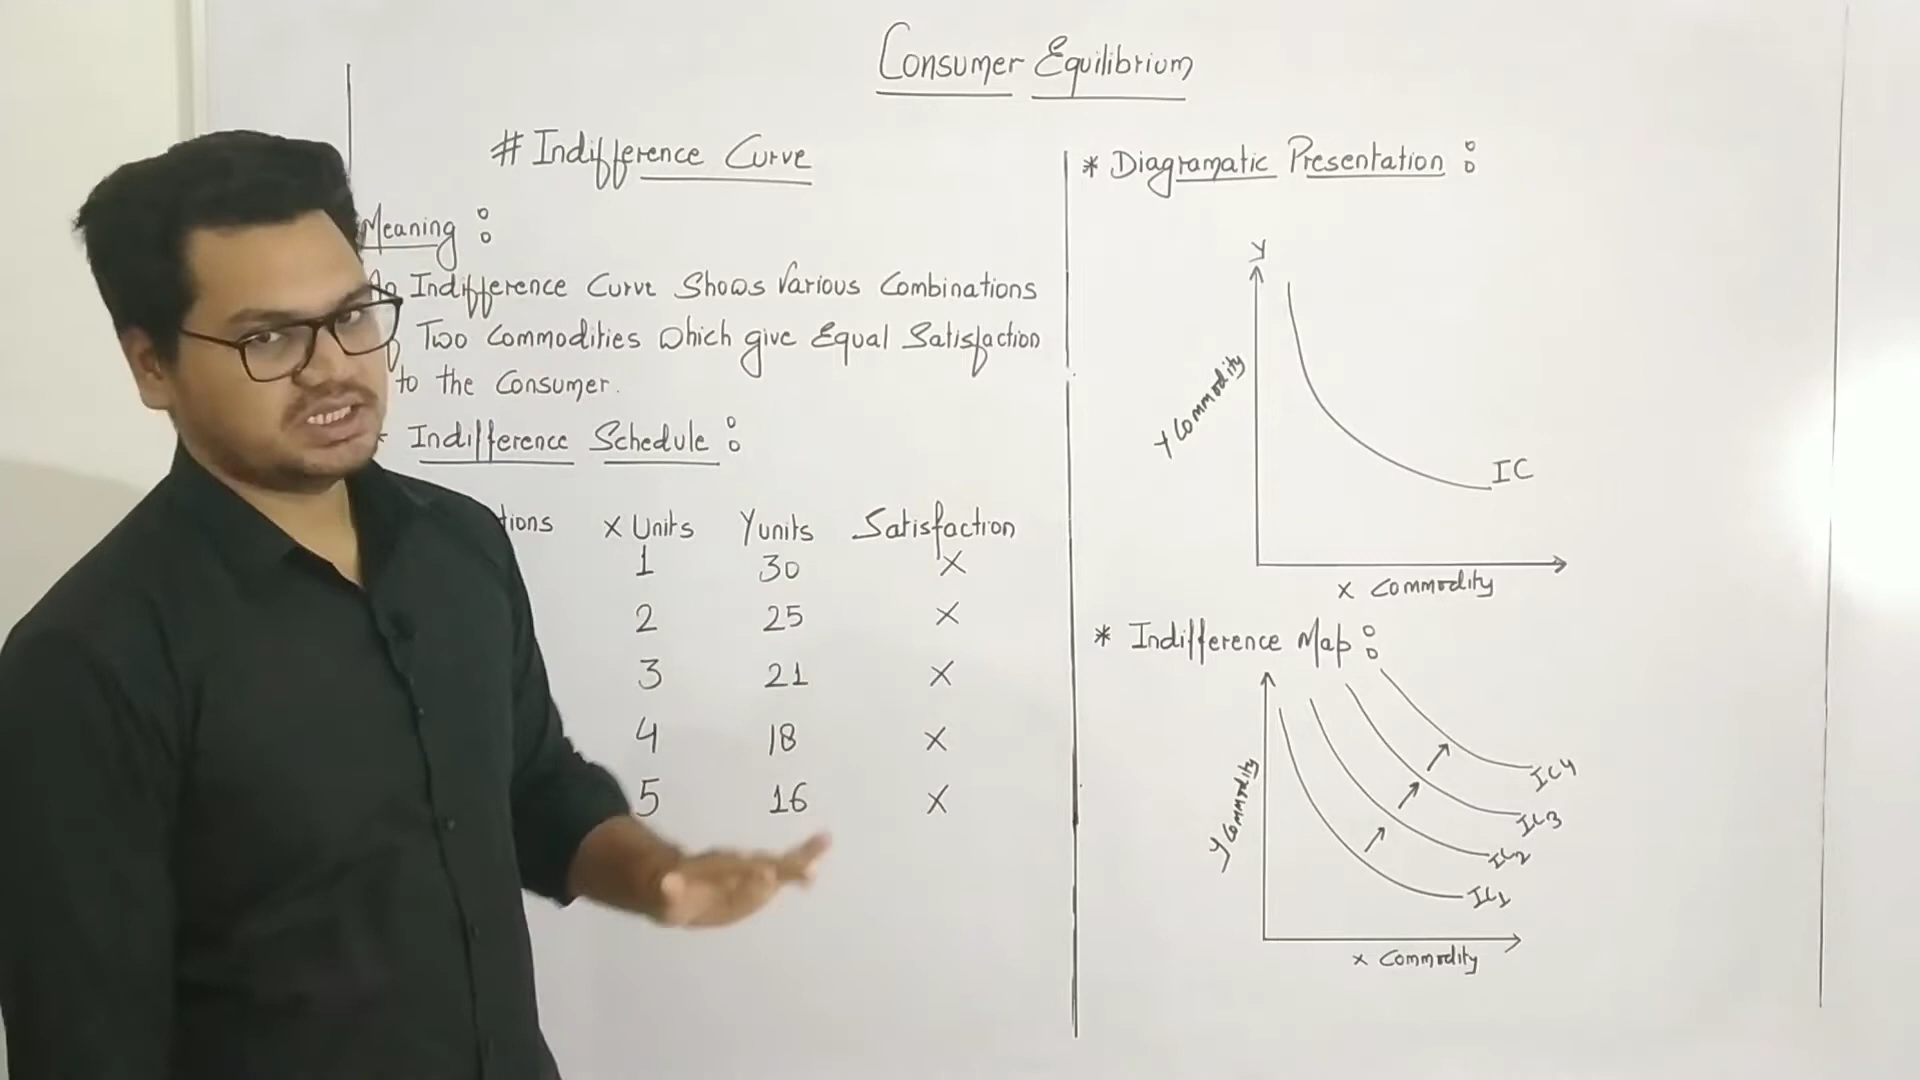 Consumer Equilibrium
# Indifference Curve
Meaning :
Indifference Curve Shows Various Combinations
Two Commodities Which give Equal Satisfaction
to the Consumer.
* Indifference Schedule :
tions X Units Y units Satisfaction
1 30 X
2 25 X
3 21 X
4 18 X
5 16 X
* Diagramatic Presentation :
Y
Y Commodity
IC
X Commodity
* Indifference Map :
Y Commodity
IC4
IC3
IC2
IC1
X Commodity